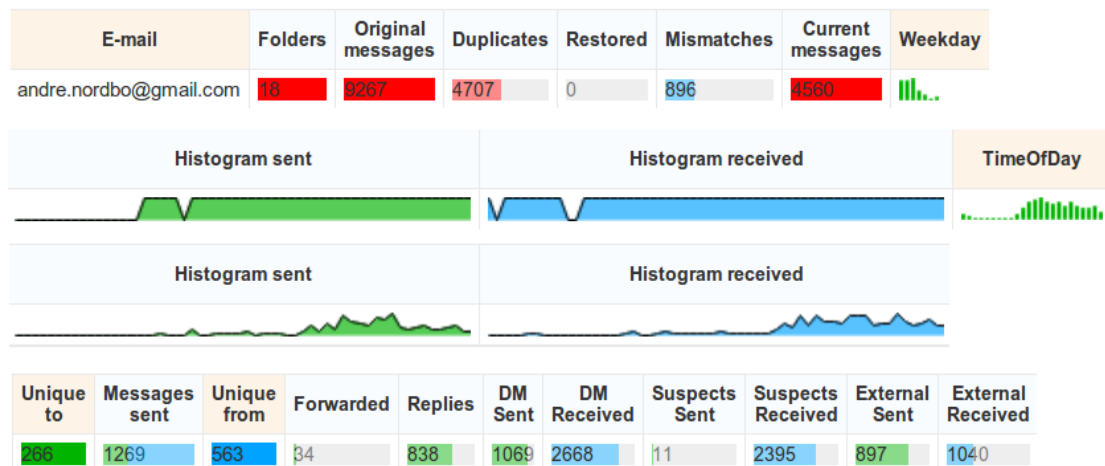 E-mail Folders Original messages Duplicates Restored Mismatches Current messages Weekday
andre.nordbo@gmail.com 18 9267 4707 0 896 4560
Histogram sent Histogram received TimeOfDay
Histogram sent Histogram received
Unique to Messages sent Unique from Forwarded Replies DM Sent DM Received Suspects Sent Suspects Received External Sent External Received
266 1269 563 34 838 1069 2668 11 2395 897 1040